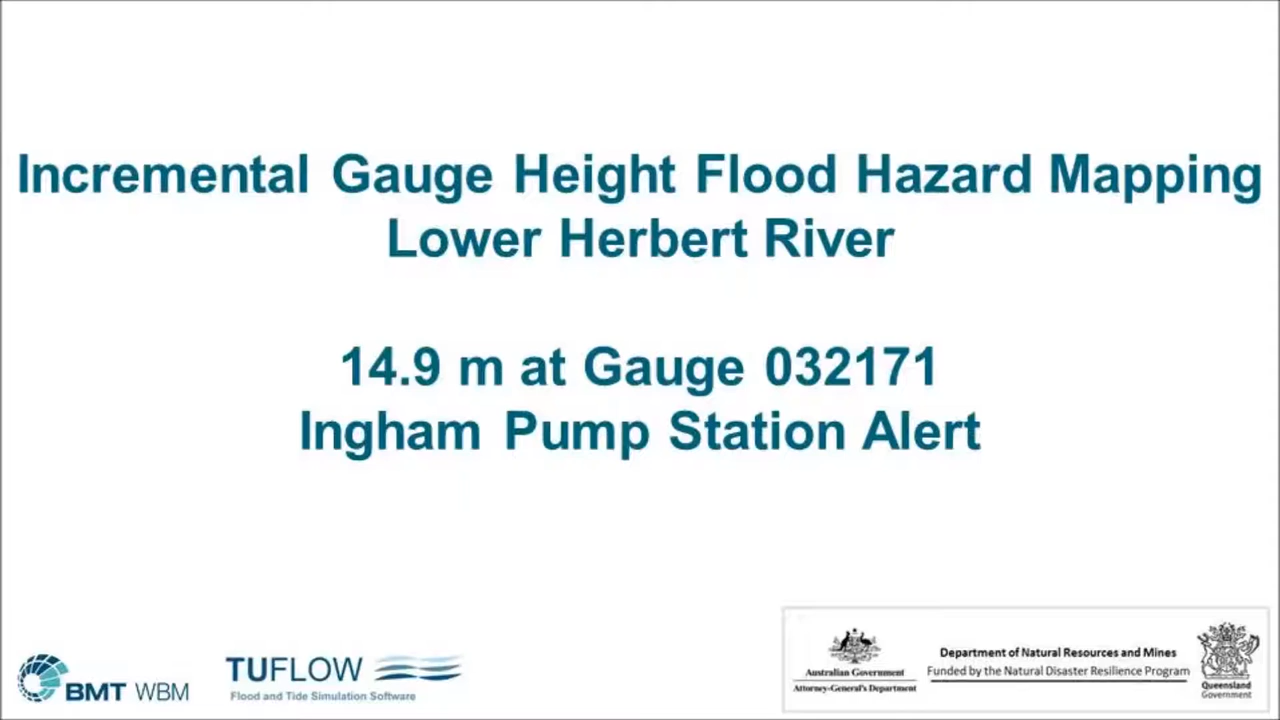 Incremental Gauge Height Flood Hazard Mapping
Lower Herbert River
14.9 m at Gauge 032171
Ingham Pump Station Alert
BMT WBM
TUFLOW
Flood and Tide Simulation Software
Australian Government
Attorney-General's Department
Department of Natural Resources and Mines
Funded by the Natural Disaster Resilience Program
Queensland
Government